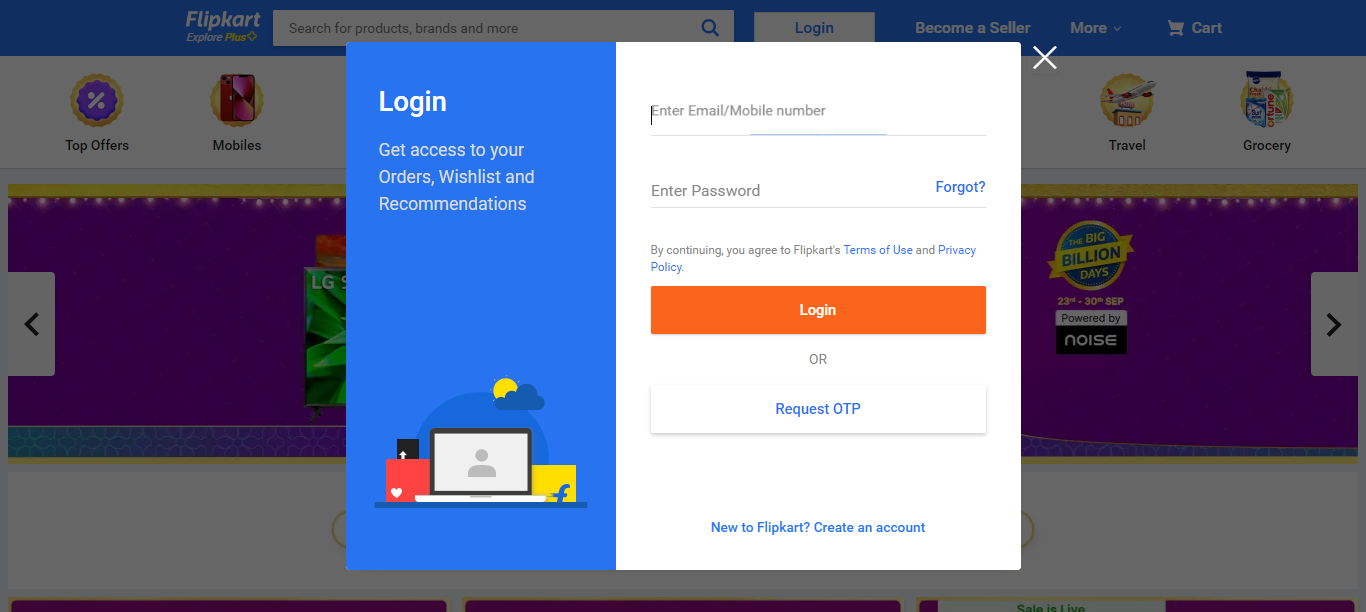 Flipkart
Explore Plus
Search for products, brands and more
Login
Become a Seller
More
Cart
Top Offers
Mobiles
Travel
Grocery
Login
Get access to your
Orders, Wishlist and
Recommendations
Enter Email/Mobile number
Enter Password
Forgot?
By continuing, you agree to Flipkart's Terms of Use and Privacy
Policy.
Login
OR
Request OTP
New to Flipkart? Create an account
LG
THE BIG
BILLION
DAYS
23rd - 30th SEP
Powered by
noise
Sale is Live